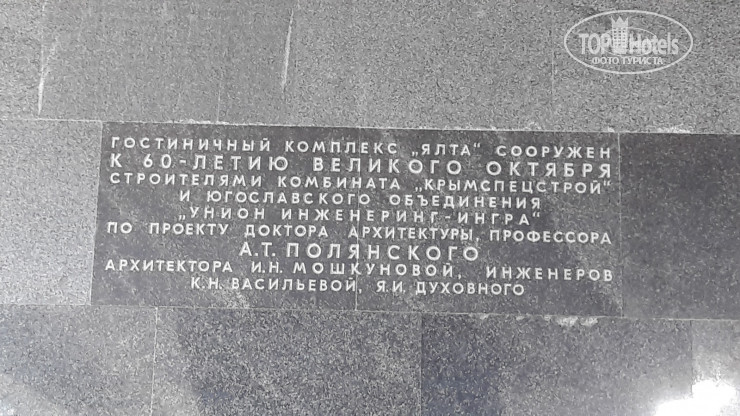 TOP Hotels
ФОТО ТУРИСТА
ГОСТИНИЧНЫЙ КОМПЛЕКС „ЯЛТА“ СООРУЖЕН
К 60-ЛЕТИЮ ВЕЛИКОГО ОКТЯБРЯ
СТРОИТЕЛЯМИ КОМБИНАТА „КРЫМСПЕЦСТРОЙ“
И ЮГОСЛАВСКОГО ОБЪЕДИНЕНИЯ
„УНИОН ИНЖЕНЕРИНГ-ИНГРА“
ПО ПРОЕКТУ ДОКТОРА АРХИТЕКТУРЫ, ПРОФЕССОРА
А.Т. ПОЛЯНСКОГО
АРХИТЕКТОРА И.Н. МОШКУНОВОЙ, ИНЖЕНЕРОВ
К.Н. ВАСИЛЬЕВОЙ, Я.И. ДУХОВНОГО